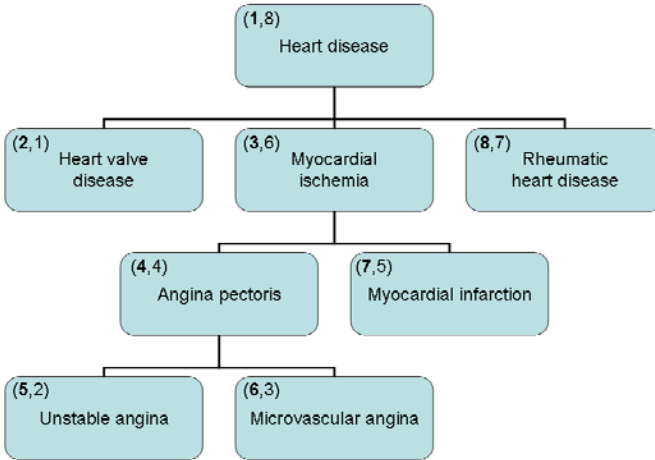 (1,8)
Heart disease
(2,1)
Heart valve
disease
(3,6)
Myocardial
ischemia
(8,7)
Rheumatic
heart disease
(4,4)
Angina pectoris
(7,5)
Myocardial infarction
(5,2)
Unstable angina
(6,3)
Microvascular angina